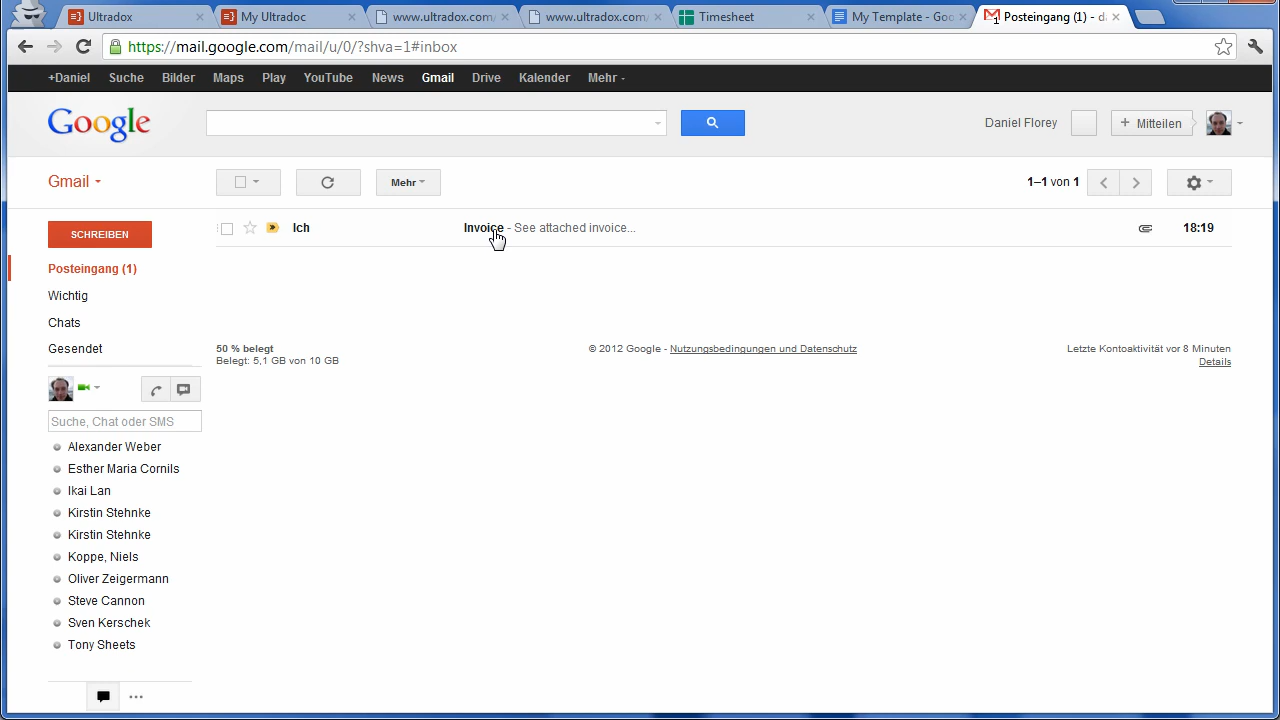 Ultradox
My Ultradoc
www.ultradox.com/
www.ultradox.com/
Timesheet
My Template - Goo
Posteingang (1) - d
https://mail.google.com/mail/u/0/?shva=1#inbox
+Daniel Suche Bilder Maps Play YouTube News Gmail Drive Kalender Mehr
Google
Daniel Florey
+ Mitteilen
Gmail
Mehr
1–1 von 1
SCHREIBEN
Ich Invoice - See attached invoice... 18:19
Posteingang (1)
Wichtig
Chats
Gesendet
50 % belegt
Belegt: 5,1 GB von 10 GB
© 2012 Google - Nutzungsbedingungen und Datenschutz
Letzte Kontoaktivität vor 8 Minuten
Details
Suche, Chat oder SMS
Alexander Weber
Esther Maria Cornils
Ikai Lan
Kirstin Stehnke
Kirstin Stehnke
Koppe, Niels
Oliver Zeigermann
Steve Cannon
Sven Kerschek
Tony Sheets